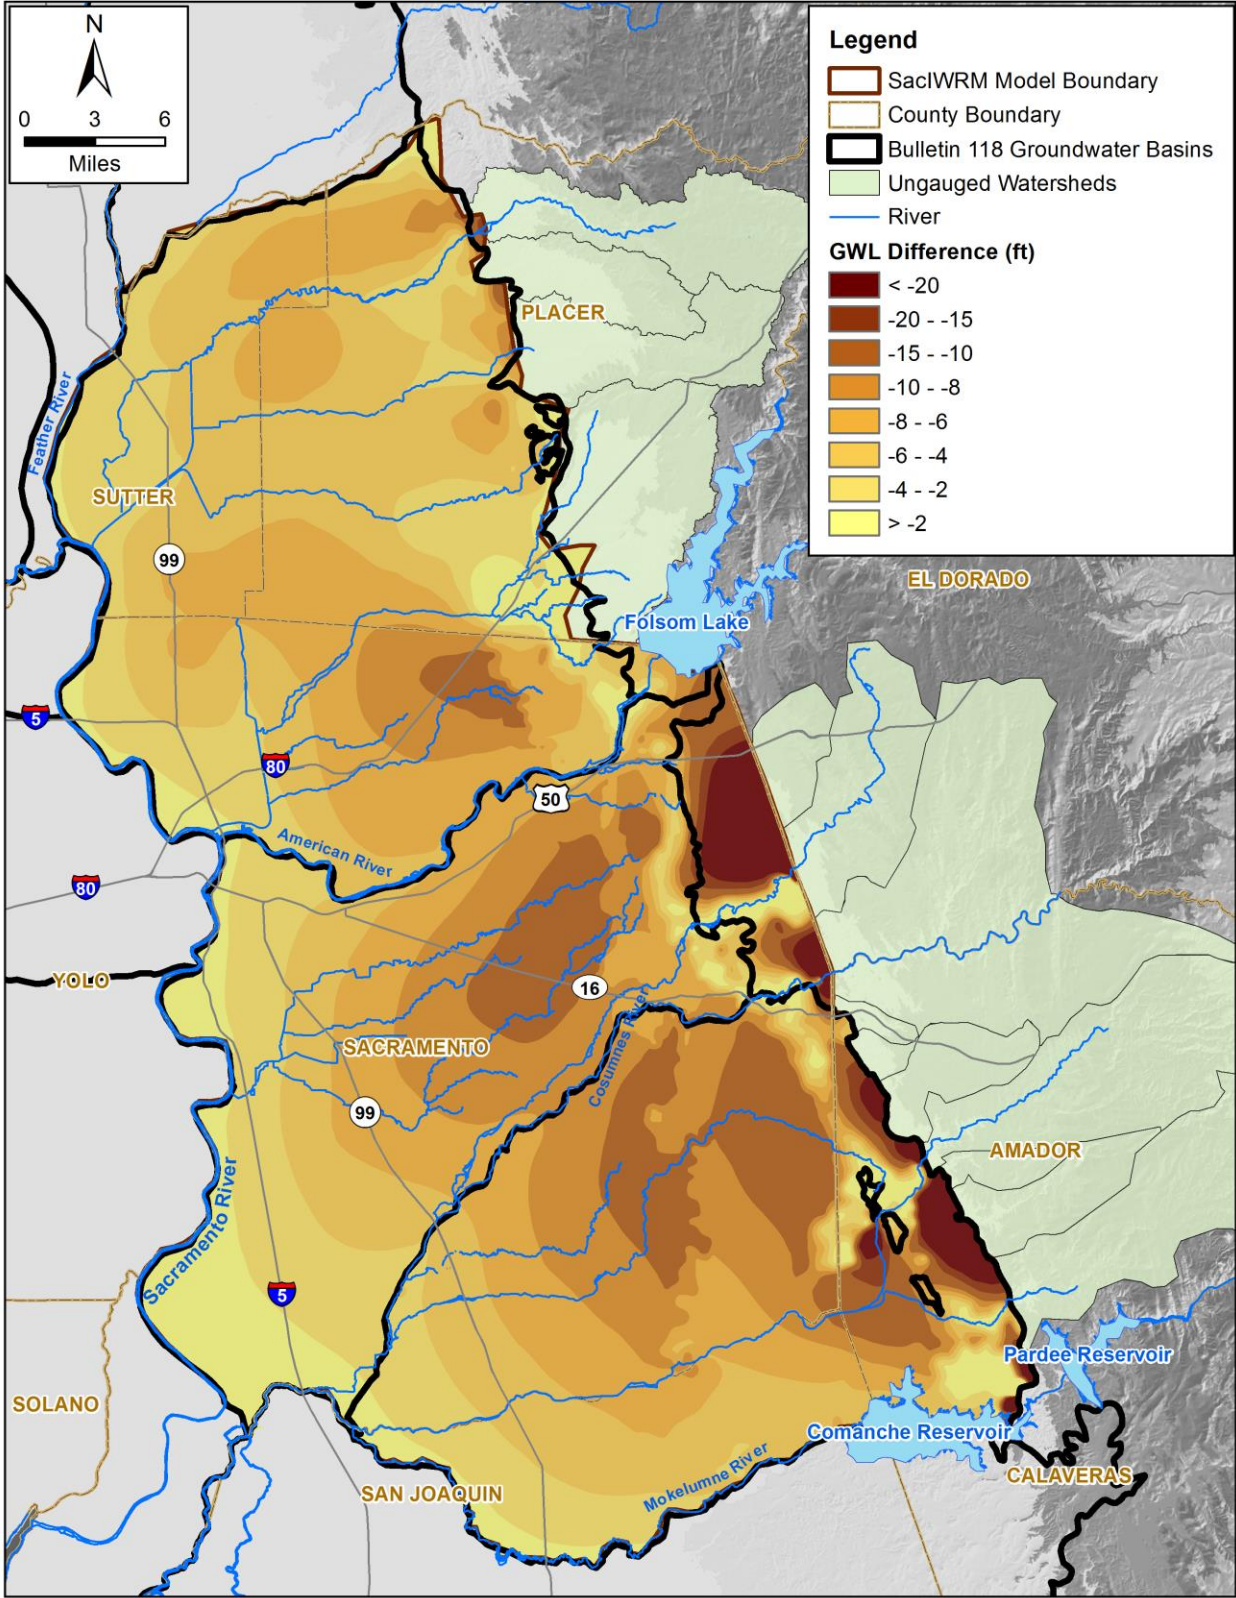 N
0 3 6
Miles
Legend
SacIWRM Model Boundary
County Boundary
Bulletin 118 Groundwater Basins
Ungauged Watersheds
River
GWL Difference (ft)
< -20
-20 - -15
-15 - -10
-10 - -8
-8 - -6
-6 - -4
-4 - -2
> -2
PLACER
Feather River
SUTTER
99
EL DORADO
Folsom Lake
5
80
50
American River
80
YOLO
16
SACRAMENTO
Cosumnes River
99
AMADOR
Sacramento River
5
Pardee Reservoir
SOLANO
Comanche Reservoir
CALAVERAS
Mokelumne River
SAN JOAQUIN